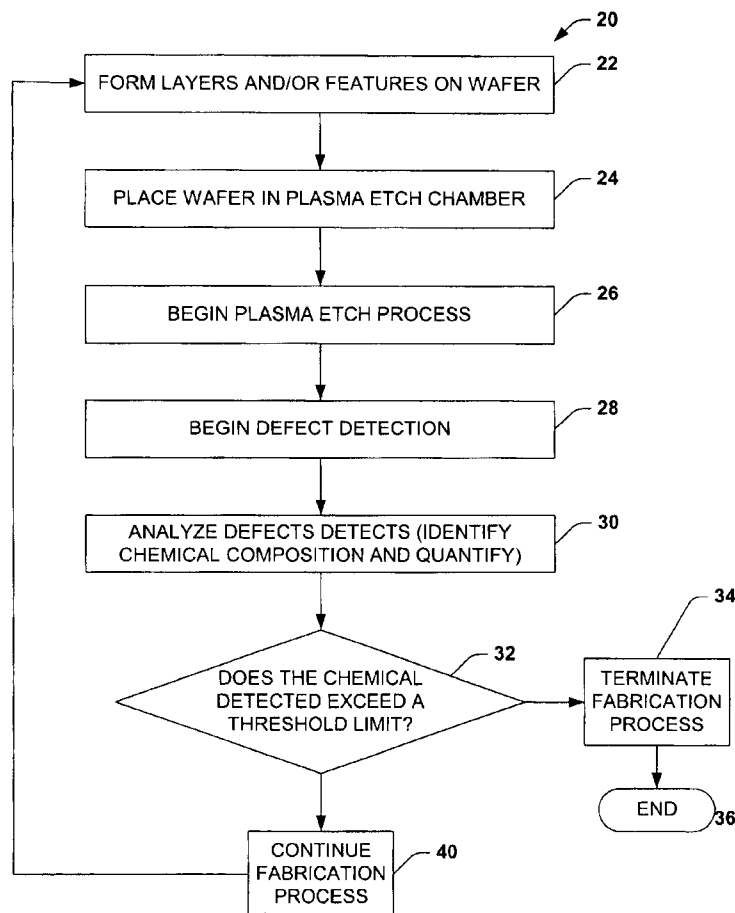 20
FORM LAYERS AND/OR FEATURES ON WAFER
22
PLACE WAFER IN PLASMA ETCH CHAMBER
24
BEGIN PLASMA ETCH PROCESS
26
BEGIN DEFECT DETECTION
28
ANALYZE DEFECTS DETECTS (IDENTIFY
CHEMICAL COMPOSITION AND QUANTIFY)
30
DOES THE CHEMICAL
DETECTED EXCEED A
THRESHOLD LIMIT?
32
TERMINATE
FABRICATION
PROCESS
34
END
36
CONTINUE
FABRICATION
PROCESS
40